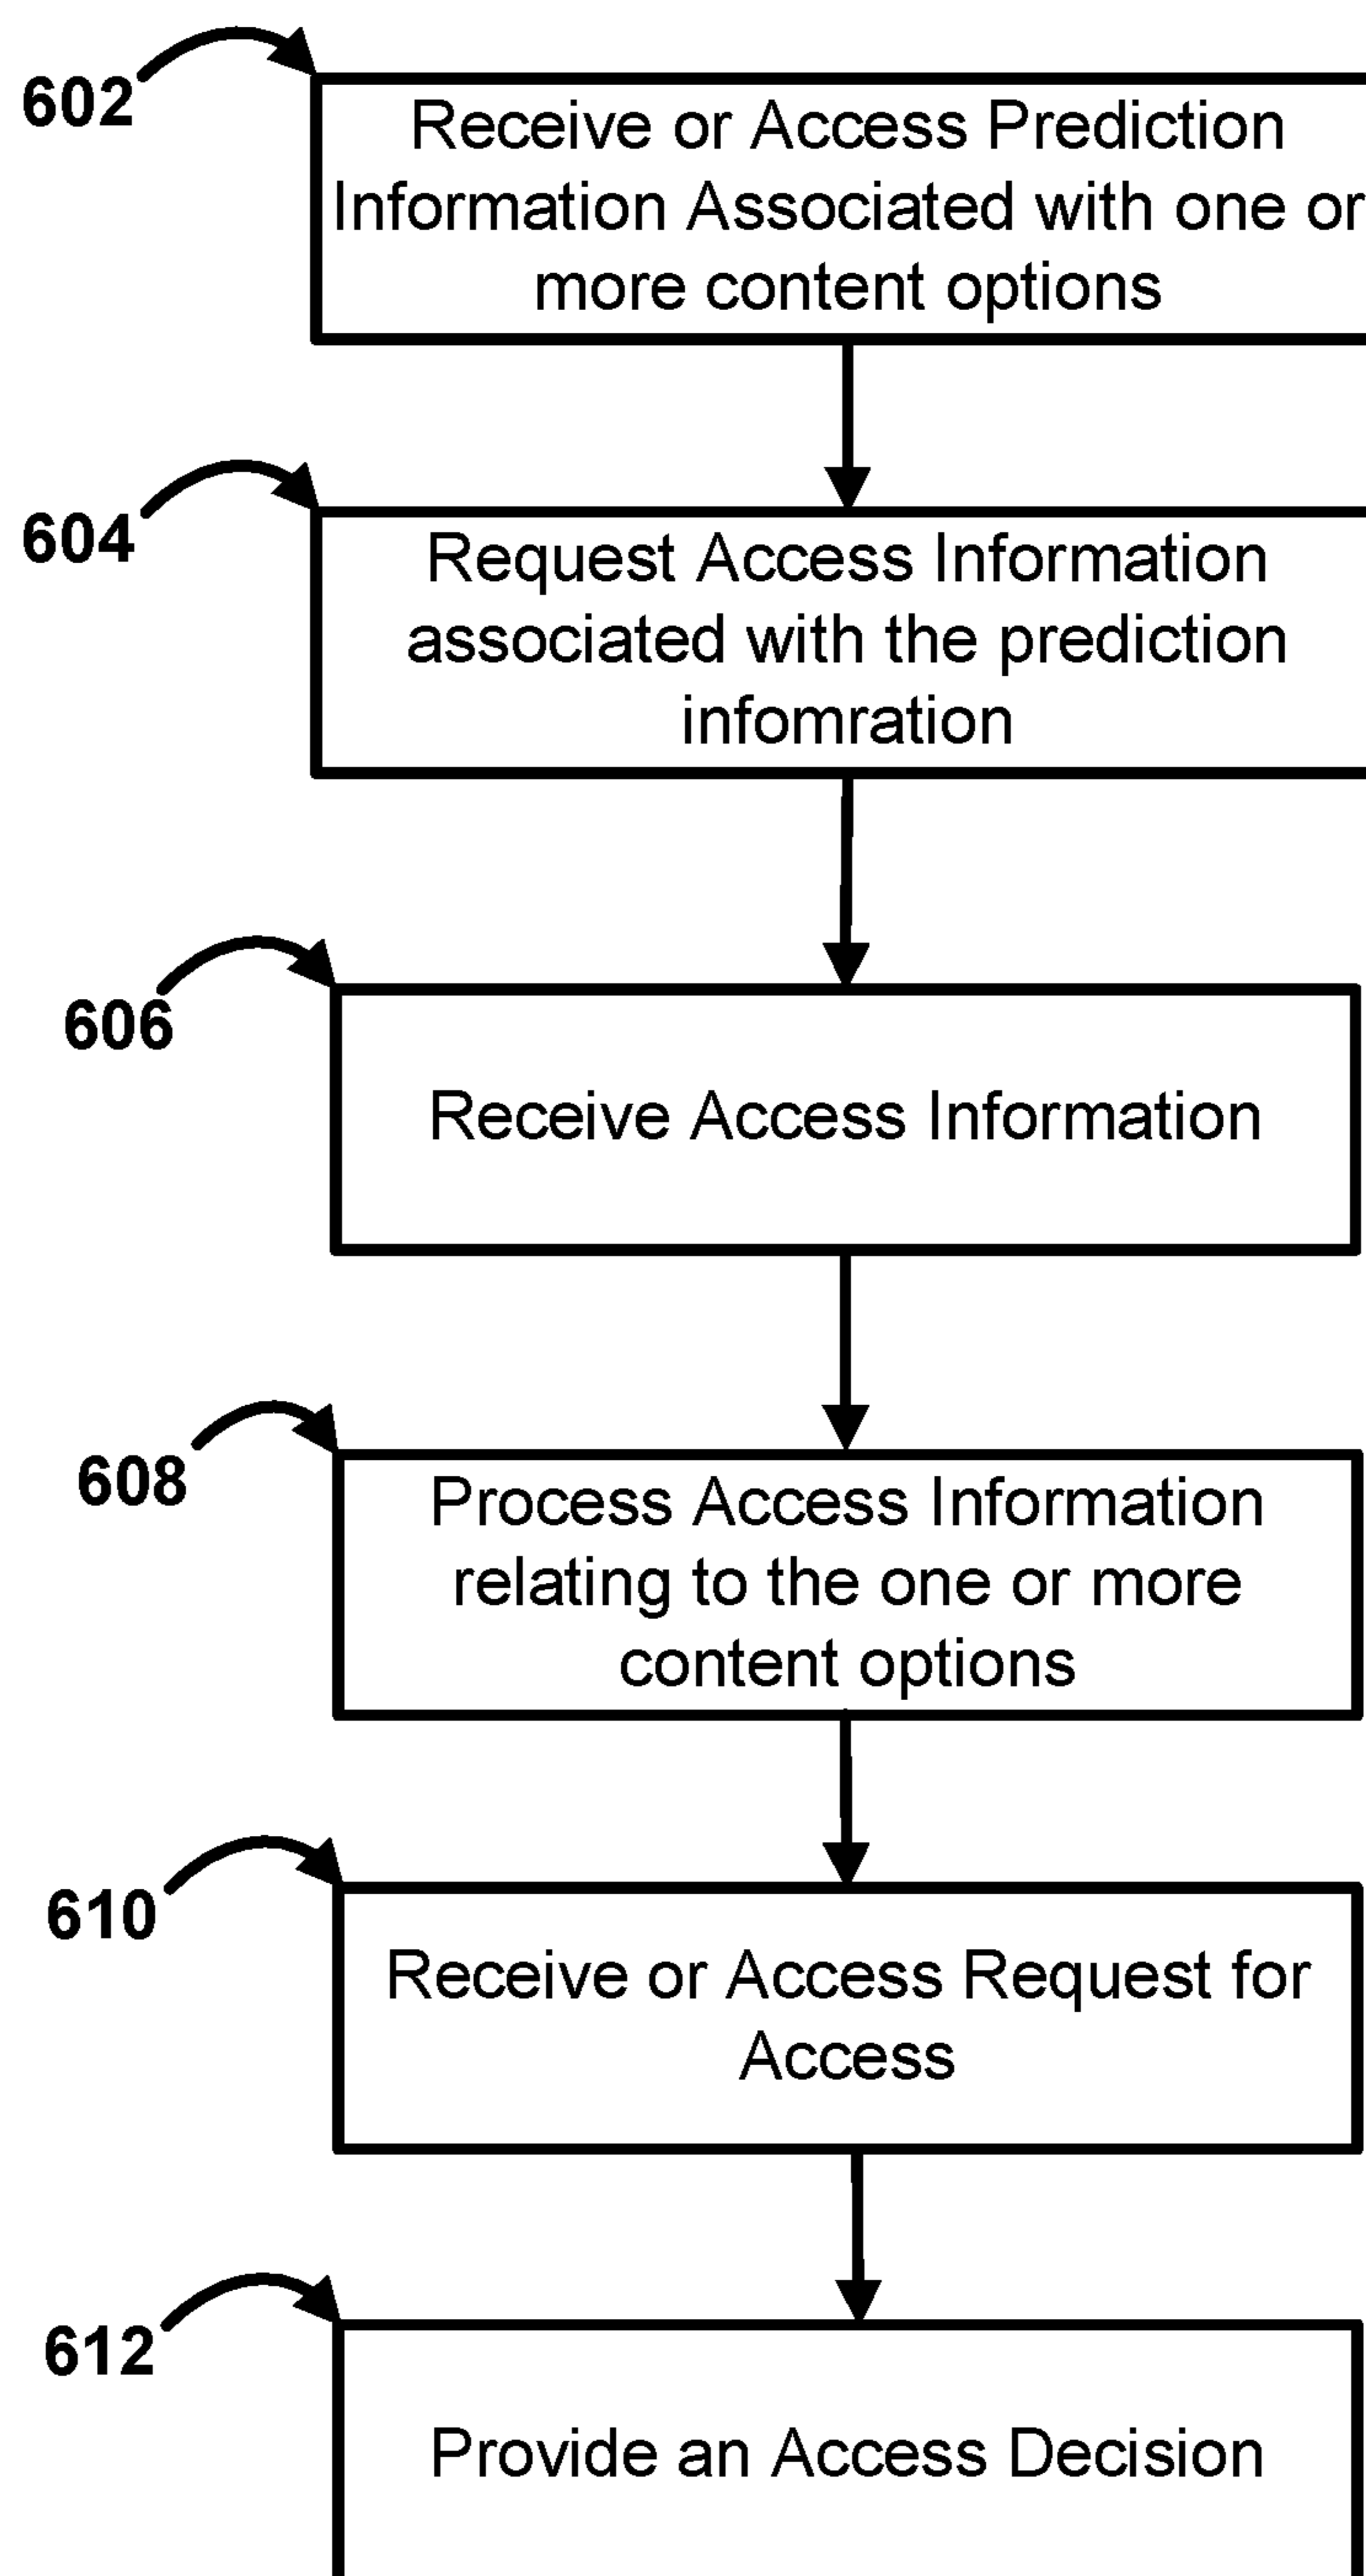 602
Receive or Access Prediction
Information Associated with one or
more content options
604
Request Access Information
associated with the prediction
infomration
606
Receive Access Information
608
Process Access Information
relating to the one or more
content options
610
Receive or Access Request for
Access
612
Provide an Access Decision